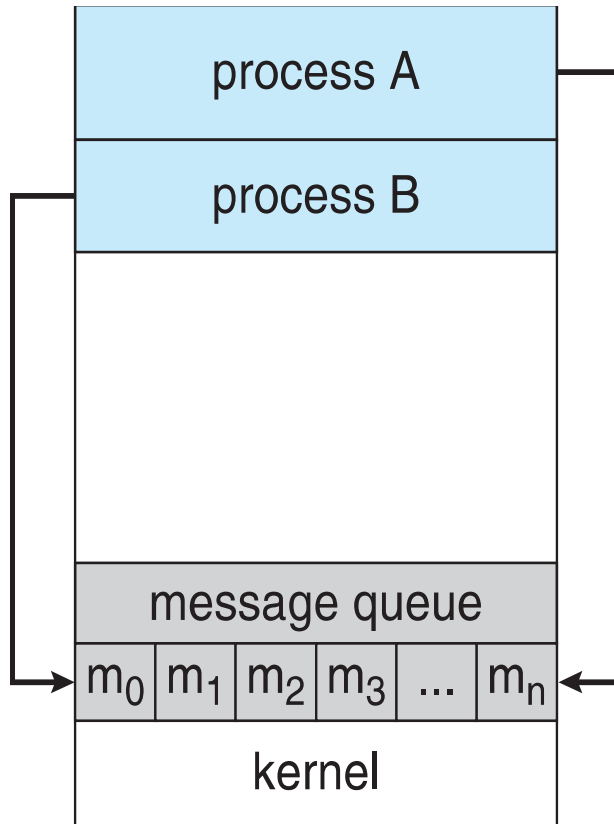 process A
process B
message queue
m₀ m₁ m₂ m₃ ... mₙ
kernel